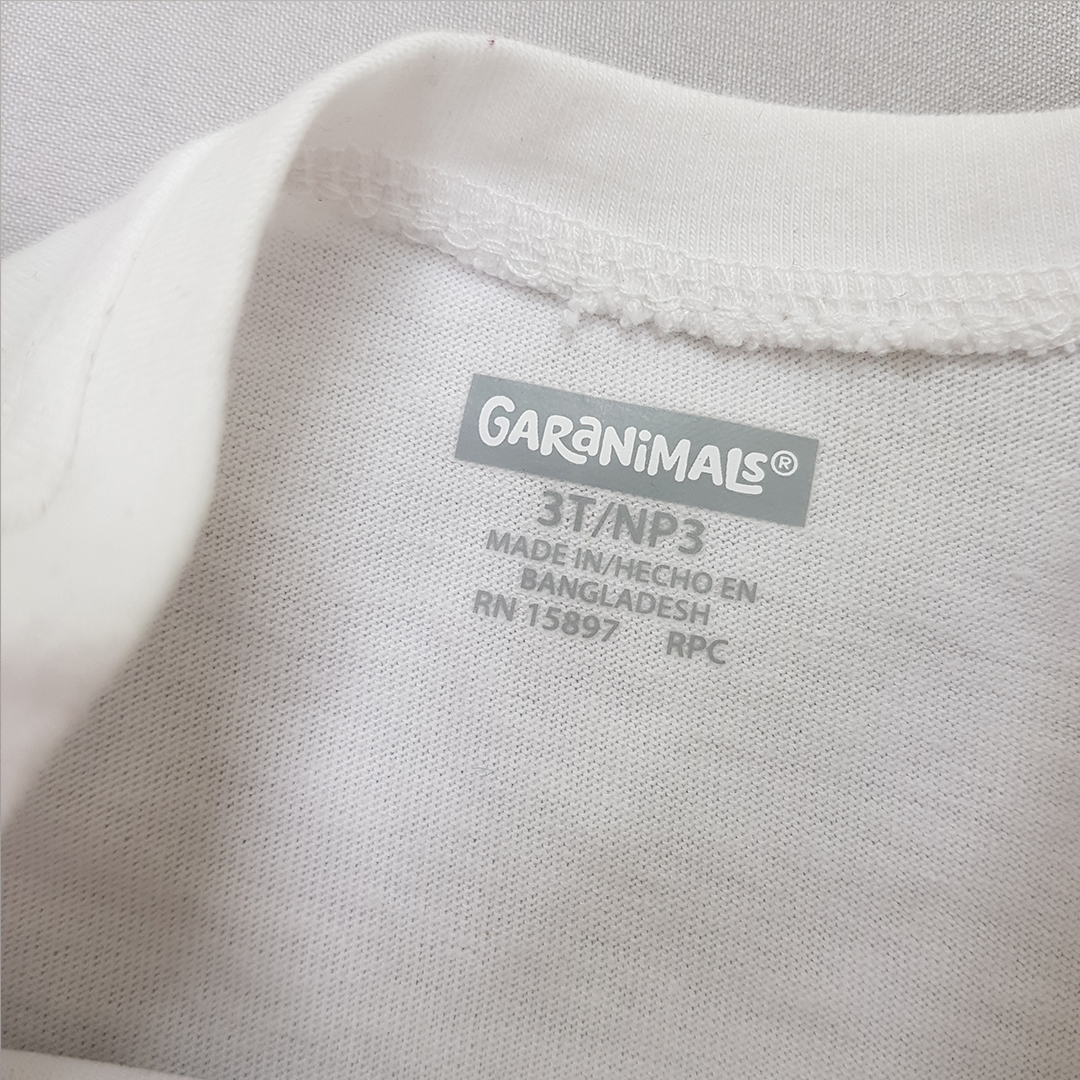 GARaNiMALS®
3T/NP3
MADE IN/HECHO EN
BANGLADESH
RN 15897 RPC